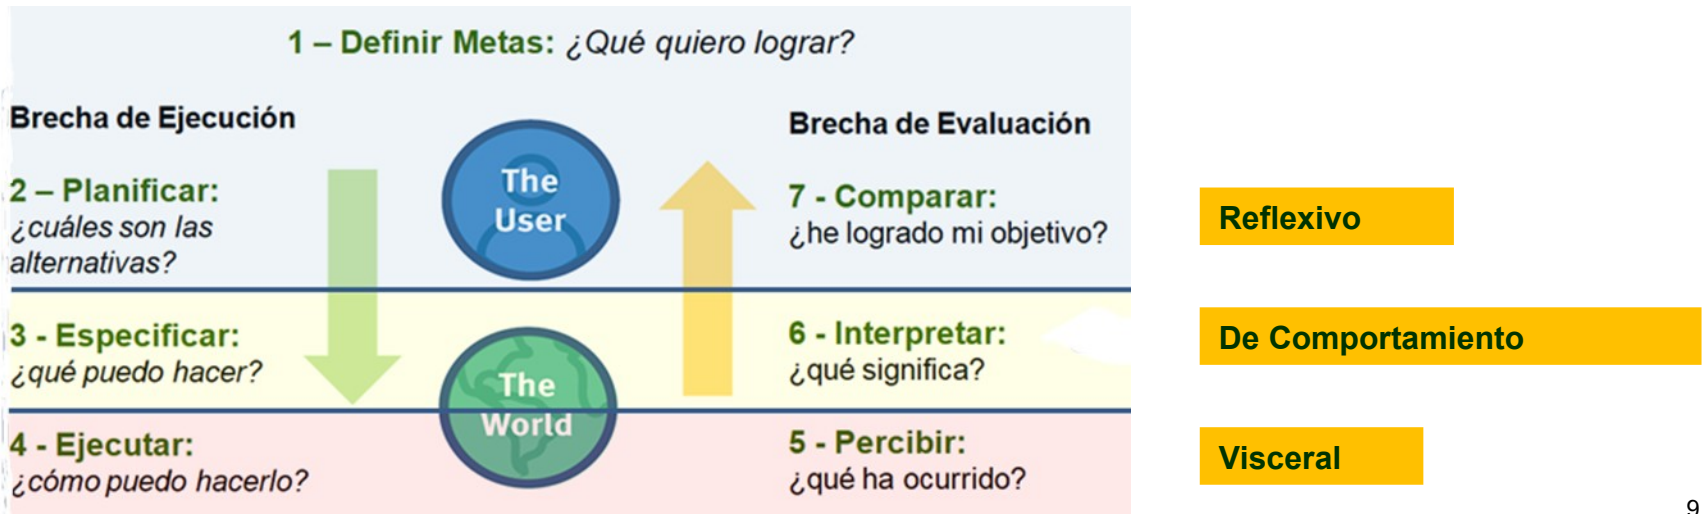 1 – Definir Metas: ¿Qué quiero lograr?
Brecha de Ejecución
2 – Planificar:
¿cuáles son las
alternativas?
3 - Especificar:
¿qué puedo hacer?
4 - Ejecutar:
¿cómo puedo hacerlo?
The
User
The
World
Brecha de Evaluación
7 - Comparar:
¿he logrado mi objetivo?
6 - Interpretar:
¿qué significa?
5 - Percibir:
¿qué ha ocurrido?
Reflexivo
De Comportamiento
Visceral
9